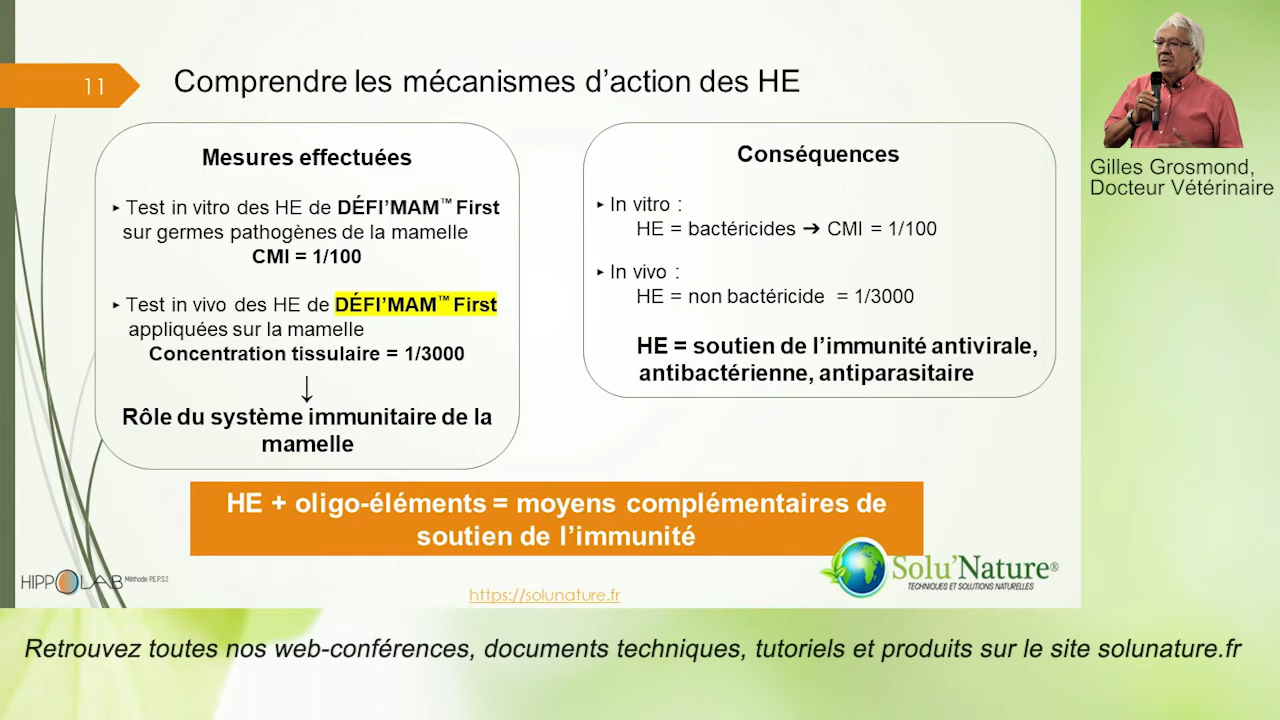 11
Comprendre les mécanismes d'action des HE
Mesures effectuées
‣ Test in vitro des HE de DÉFI'MAM™ First
sur germes pathogènes de la mamelle
CMI = 1/100
‣ Test in vivo des HE de DÉFI'MAM™ First
appliquées sur la mamelle
Concentration tissulaire = 1/3000
↓
Rôle du système immunitaire de la
mamelle
Conséquences
‣ In vitro :
HE = bactéricides ➔ CMI = 1/100
‣ In vivo :
HE = non bactéricide = 1/3000
HE = soutien de l'immunité antivirale,
antibactérienne, antiparasitaire
HE + oligo-éléments = moyens complémentaires de
soutien de l'immunité
HIPPOLAB Méthode P.E.P.S.S
https://solunature.fr
Solu'Nature®
TECHNIQUES ET SOLUTIONS NATURELLES
Gilles Grosmond,
Docteur Vétérinaire
Retrouvez toutes nos web-conférences, documents techniques, tutoriels et produits sur le site solunature.fr